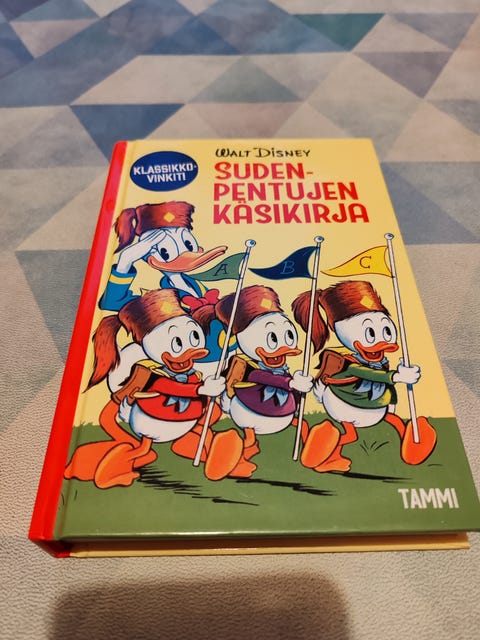 KLASSIKKO-
VINKIT!
WALT DISNEY
SUDEN-
PENTUJEN
KÄSIKIRJA
A B C
TAMMI